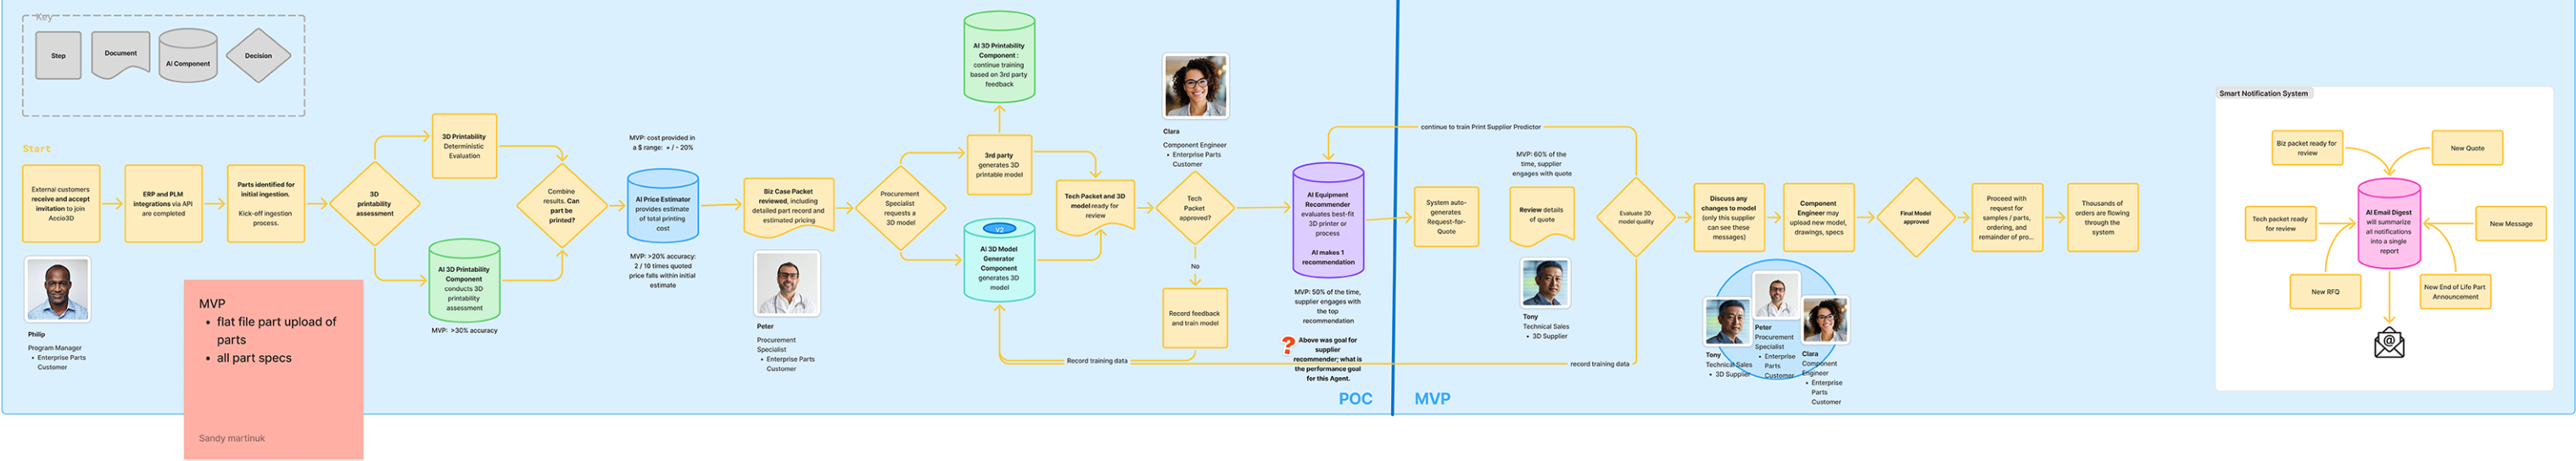 Key
Step
Document
AI Component
Decision
Start
External customers
receive and accept
invitation to join
Accio3D
ERP and PLM
integrations via API
are completed
Parts identified for
initial ingestion.
Kick-off ingestion
process.
3D
printability
assessment
3D Printability
Deterministic
Evaluation
AI 3D Printability
Component
conducts 3D
printability
assessment
MVP: >30% accuracy
Combine
results. Can
part be
printed?
MVP: cost provided in
a $ range: + / - 20%
AI Price Estimator
provides estimate
of total printing
cost
MVP: >20% accuracy:
2 / 10 times quoted
price falls within initial
estimate
Biz Case Packet
reviewed, including
detailed part record and
estimated pricing
Peter
Procurement
Specialist
• Enterprise Parts
Customer
Procurement
Specialist
requests a
3D model
AI 3D Printability
Component :
continue training
based on 3rd party
feedback
3rd party
generates 3D
printable model
V2
AI 3D Model
Generator
Component
generates 3D
model
Tech Packet and 3D
model ready for
review
Clara
Component Engineer
• Enterprise Parts
Customer
Tech
Packet
approved?
No
Record feedback
and train model
Record training data
AI Equipment
Recommender
evaluates best-fit
3D printer or
process
AI makes 1
recommendation
MVP: 50% of the time,
supplier engages with
the top
recommendation
?
Above was goal for
supplier
recommender; what is
the performance goal
for this Agent.
POC
MVP
continue to train Print Supplier Predictor
System auto-
generates
Request-for-
Quote
MVP: 60% of the
time, supplier
engages with quote
Review details
of quote
Tony
Technical Sales
• 3D Supplier
Evaluate 3D
model quality
record training data
Discuss any
changes to model
(only this supplier
can see these
messages)
Component
Engineer may
upload new model,
drawings, specs
Tony
Technical Sales
• 3D Supplier
Peter
Procurement
Specialist
• Enterprise
Parts
Customer
Clara
Component
Engineer
• Enterprise
Parts
Customer
Final Model
approved
Proceed with
request for
samples / parts,
ordering, and
remainder of pro...
Thousands of
orders are flowing
through the
system
Smart Notification System
Biz packet ready for
review
New Quote
Tech packet ready
for review
AI Email Digest
will summarize
all notifications
into a single
report
New Message
New RFQ
New End of Life Part
Announcement
@
Philip
Program Manager
• Enterprise Parts
Customer
MVP
• flat file part upload of
parts
• all part specs
Sandy martinuk